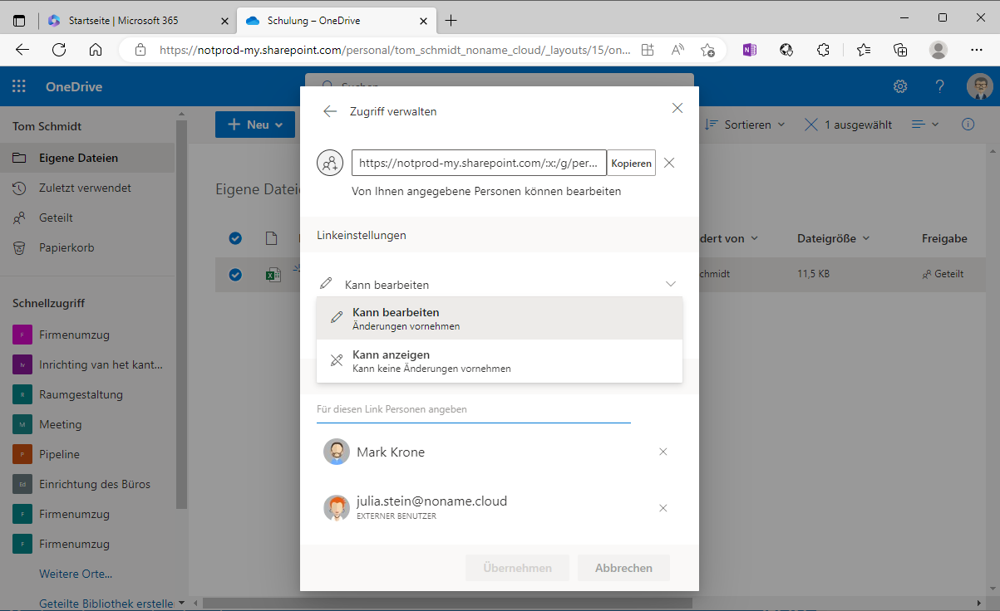 Startseite | Microsoft 365
Schulung – OneDrive
https://notprod-my.sharepoint.com/personal/tom_schmidt_noname_cloud/_layouts/15/on...
OneDrive
Suchen
Tom Schmidt
Eigene Dateien
Zuletzt verwendet
Geteilt
Papierkorb
Schnellzugriff
F Firmenumzug
Iv Inrichting van het kant...
R Raumgestaltung
M Meeting
P Pipeline
Ed Einrichtung des Büros
F Firmenumzug
F Firmenumzug
Weitere Orte...
Geteilte Bibliothek erstelle
Neu
Sortieren
1 ausgewählt
Eigene Dateie
dert von
Dateigröße
Freigabe
chmidt
11,5 KB
Geteilt
Zugriff verwalten
https://notprod-my.sharepoint.com/:x:/g/per...
Kopieren
Von Ihnen angegebene Personen können bearbeiten
Linkeinstellungen
Kann bearbeiten
Kann bearbeiten
Änderungen vornehmen
Kann anzeigen
Kann keine Änderungen vornehmen
Für diesen Link Personen angeben
Mark Krone
julia.stein@noname.cloud
EXTERNER BENUTZER
Übernehmen
Abbrechen